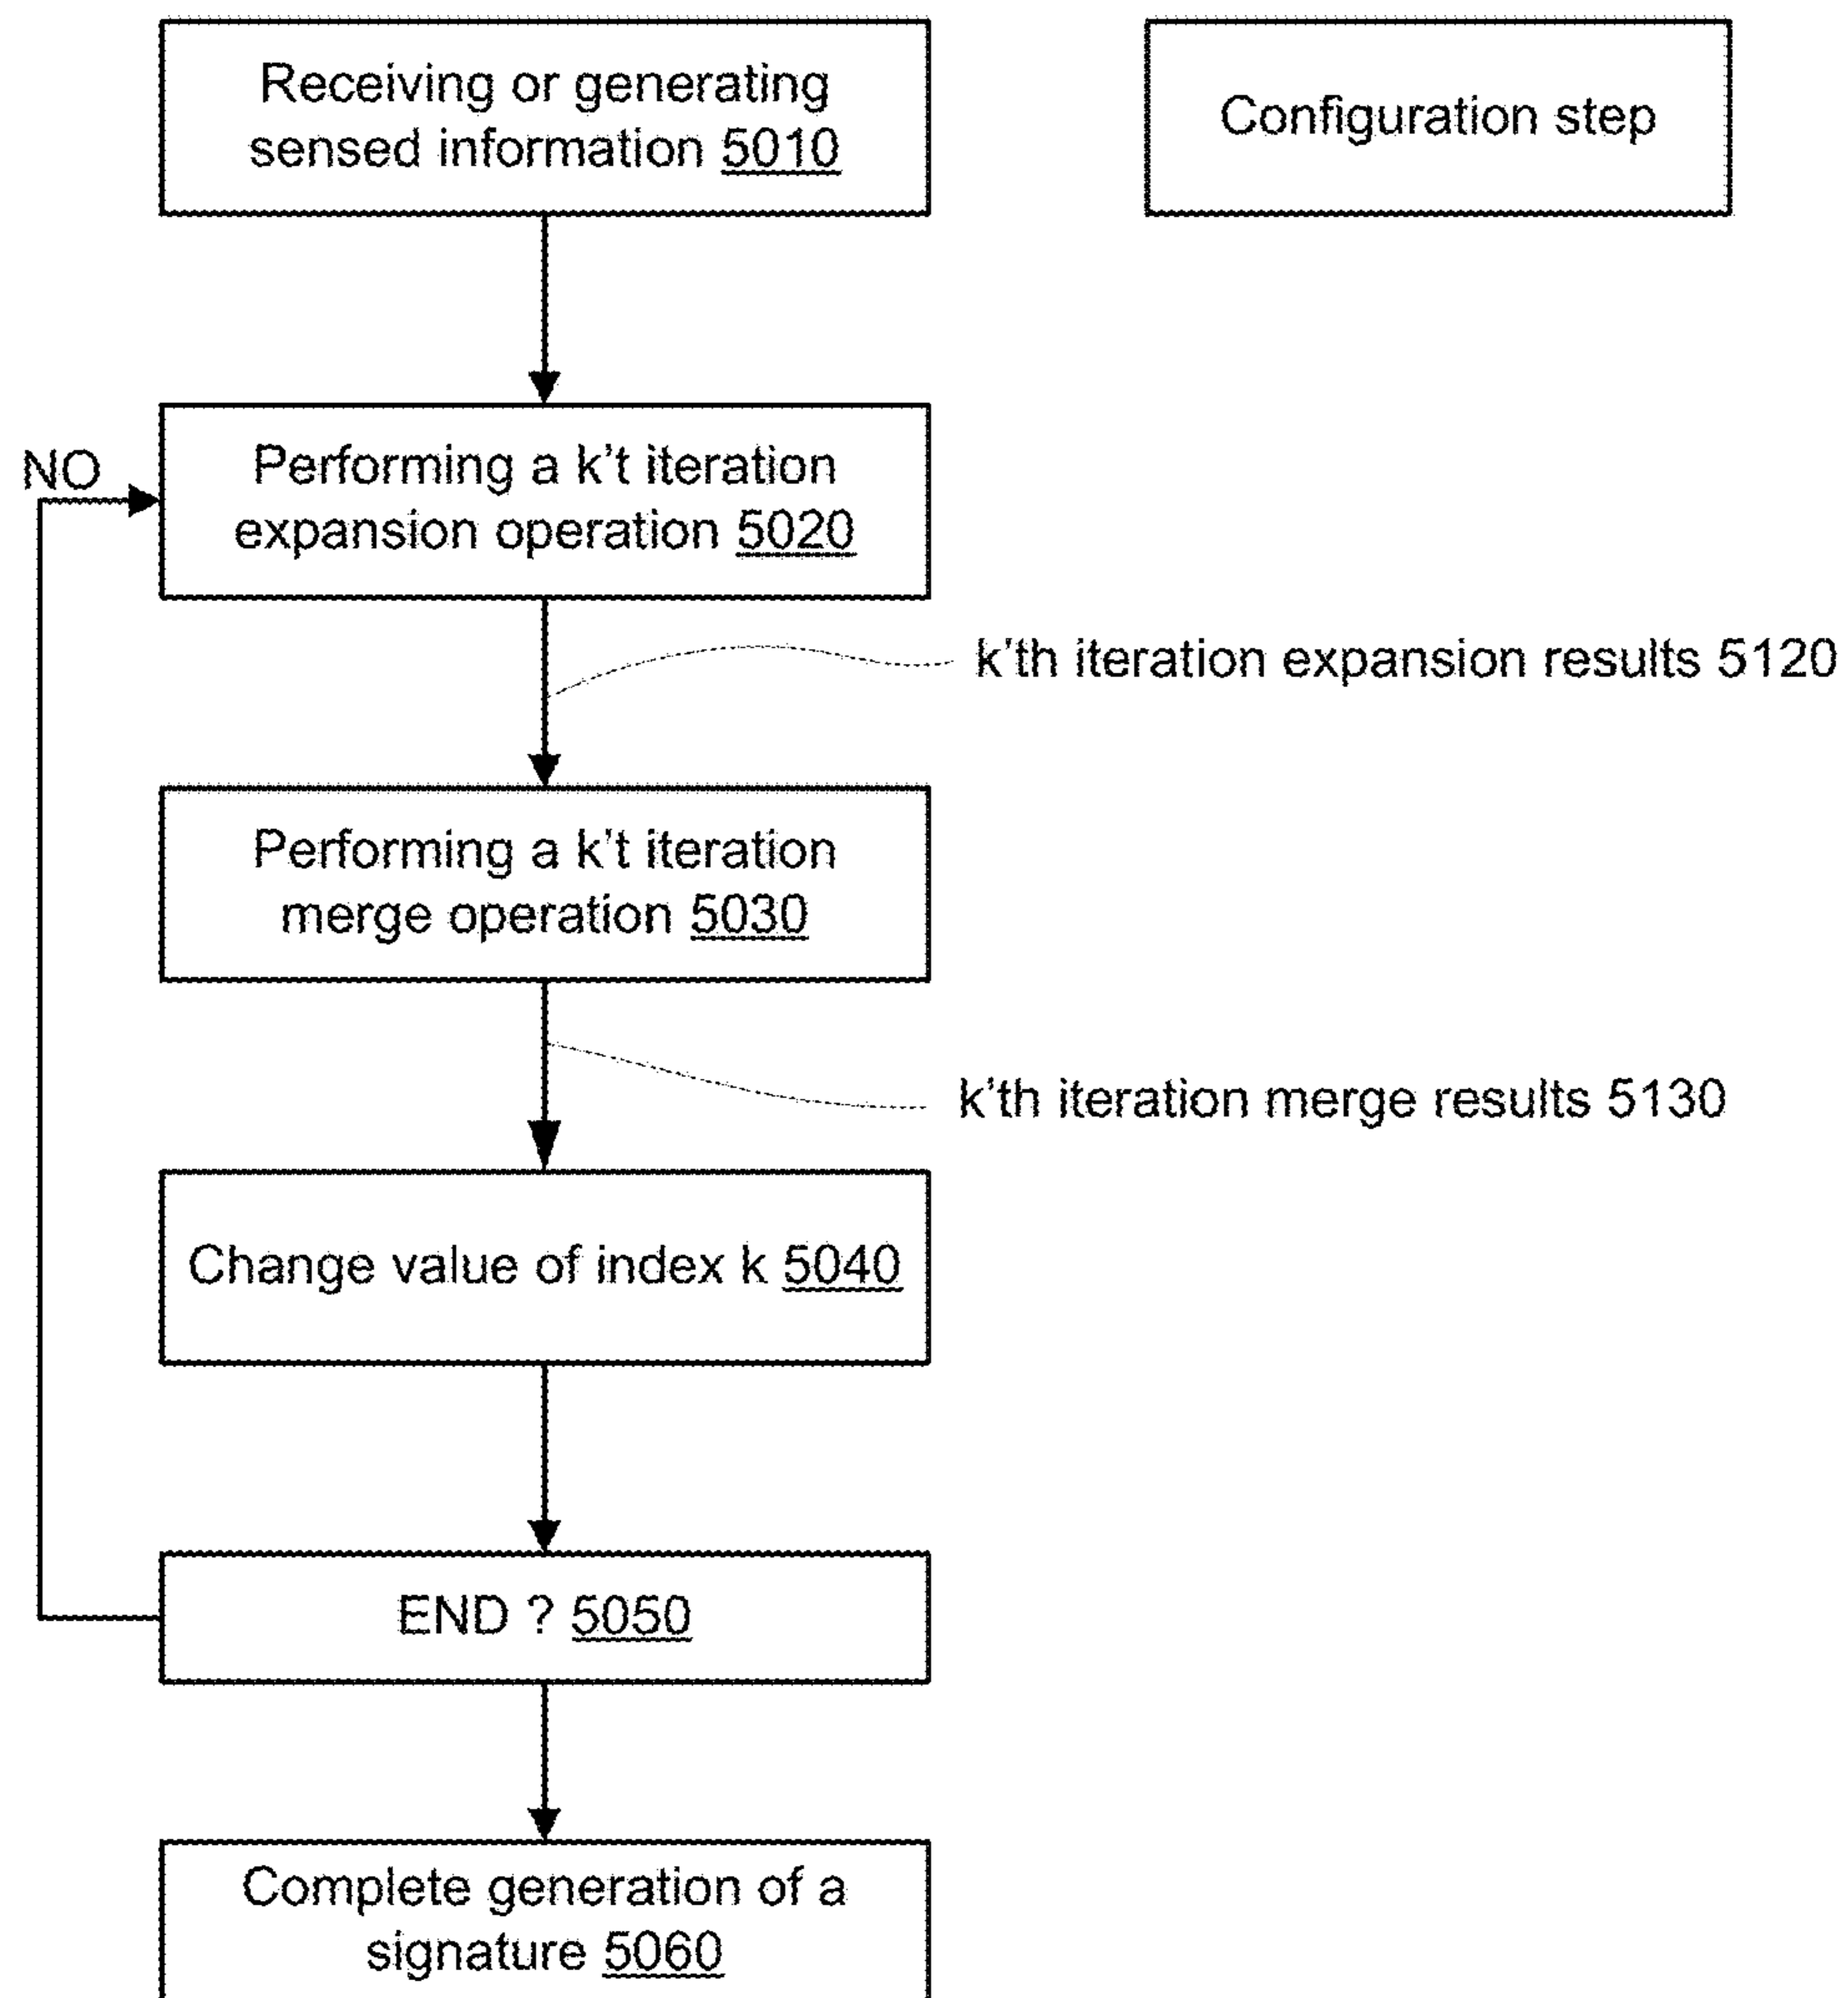 Receiving or generating
sensed information 5010
Configuration step
NO
Performing a k't iteration
expansion operation 5020
k'th iteration expansion results 5120
Performing a k't iteration
merge operation 5030
k'th iteration merge results 5130
Change value of index k 5040
END ? 5050
Complete generation of a
signature 5060